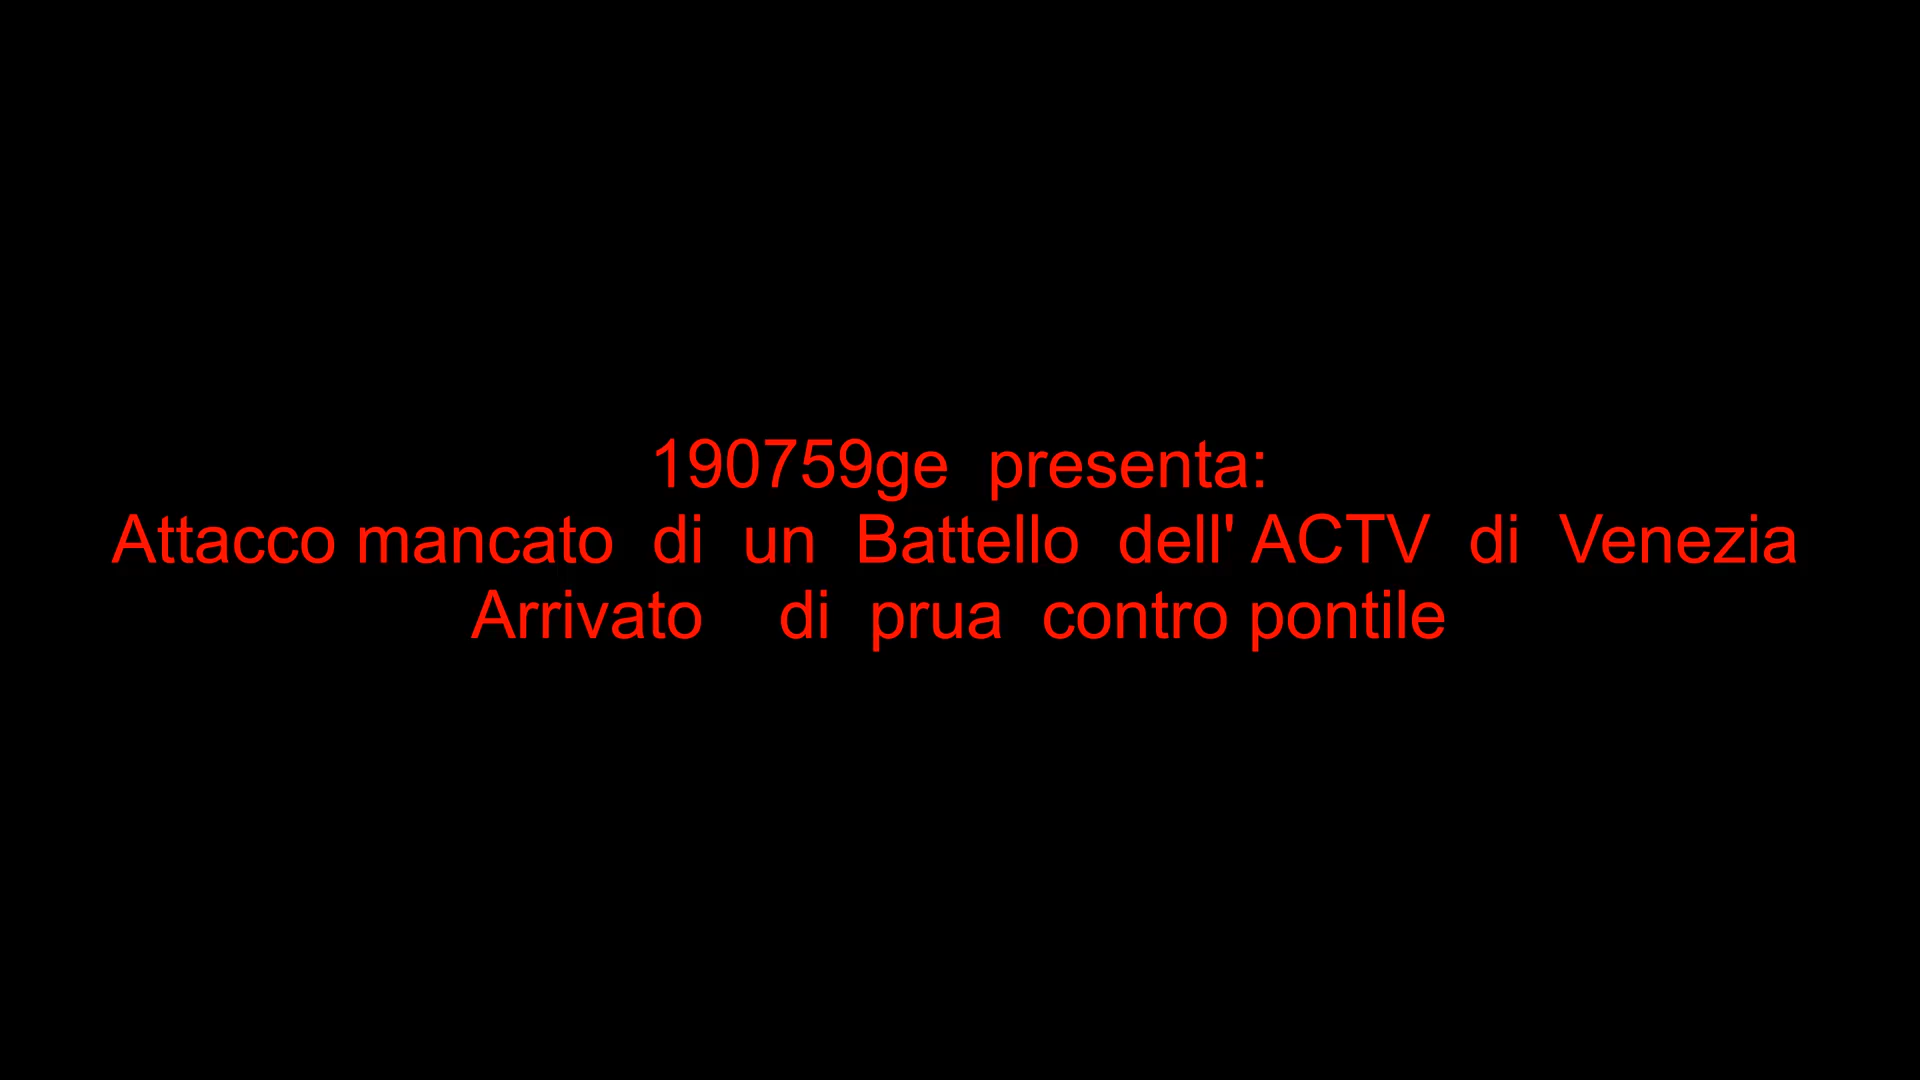 190759ge presenta:
Attacco mancato di un Battello dell' ACTV di Venezia
Arrivato di prua contro pontile